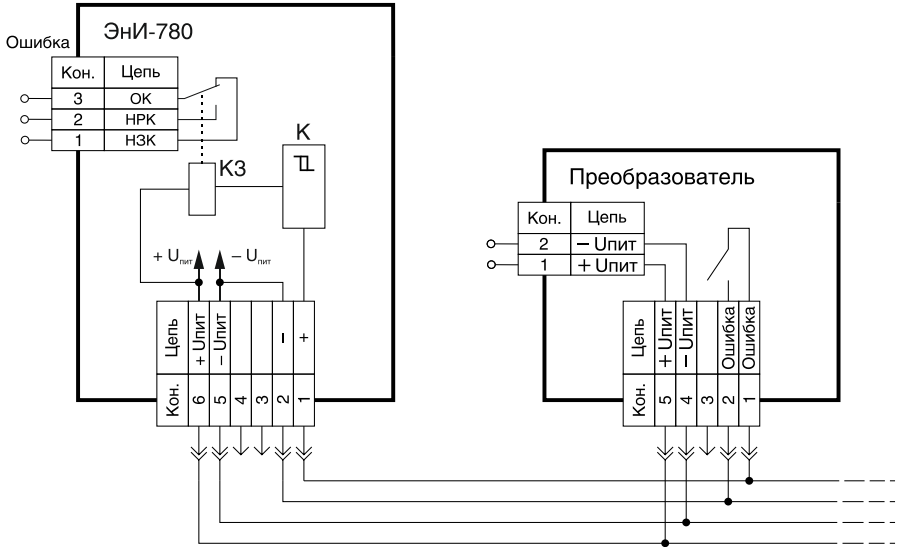 ЭнИ-780
Ошибка
Кон. Цепь
3 ОК
2 НРК
1 НЗК
К
К3
+ Uпит – Uпит
Цепь + Uпит – Uпит – +
Кон. 6 5 4 3 2 1
Преобразователь
Кон. Цепь
2 – Uпит
1 + Uпит
Цепь + Uпит – Uпит Ошибка Ошибка
Кон. 5 4 3 2 1